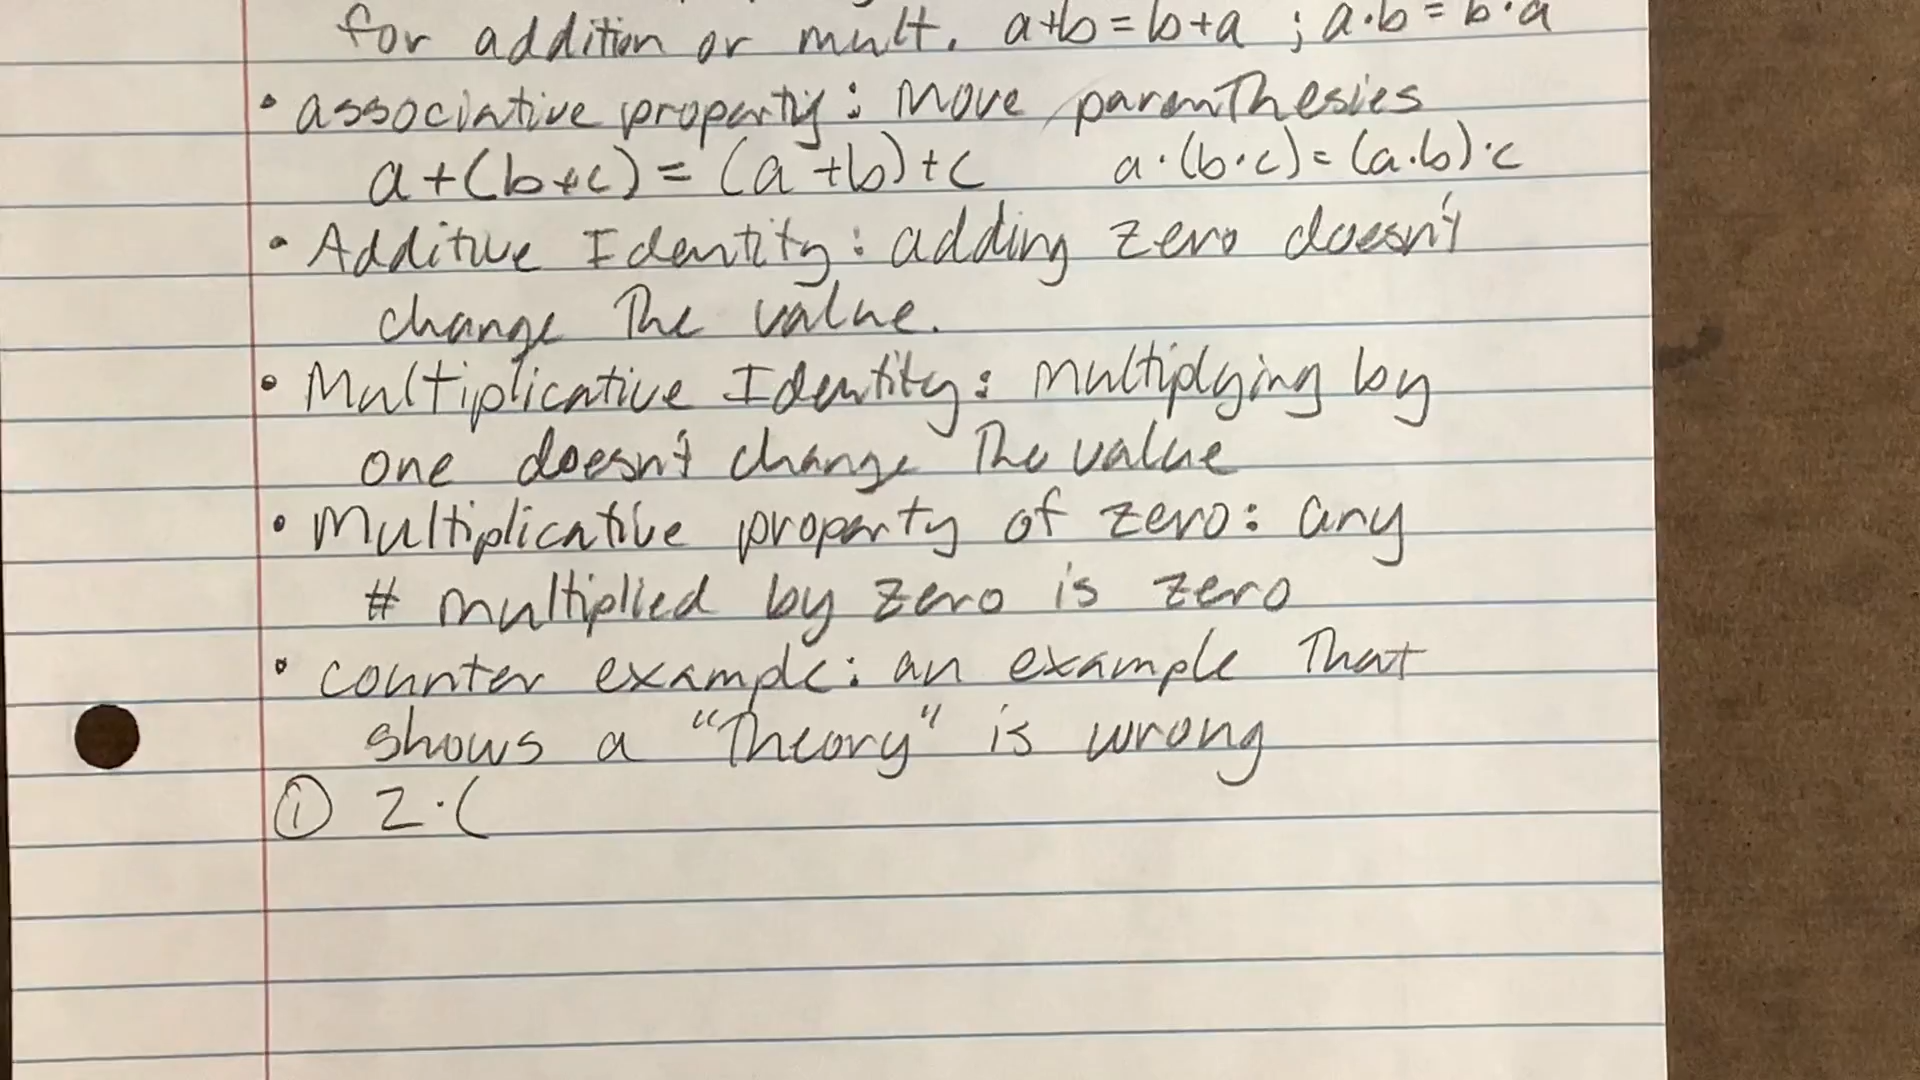 for addition or mult. a+b=b+a ; a·b=b·a
• associative property: Move parenthesies
a+(b+c)=(a+b)+c a·(b·c)=(a·b)·c
• Additive Identity: adding zero doesn't
change the value.
• Multiplicative Identity: multiplying by
one doesn't change the value
• Multiplicative property of zero: any
# multiplied by zero is zero
• counter example: an example that
shows a "Theory" is wrong
① 2·(